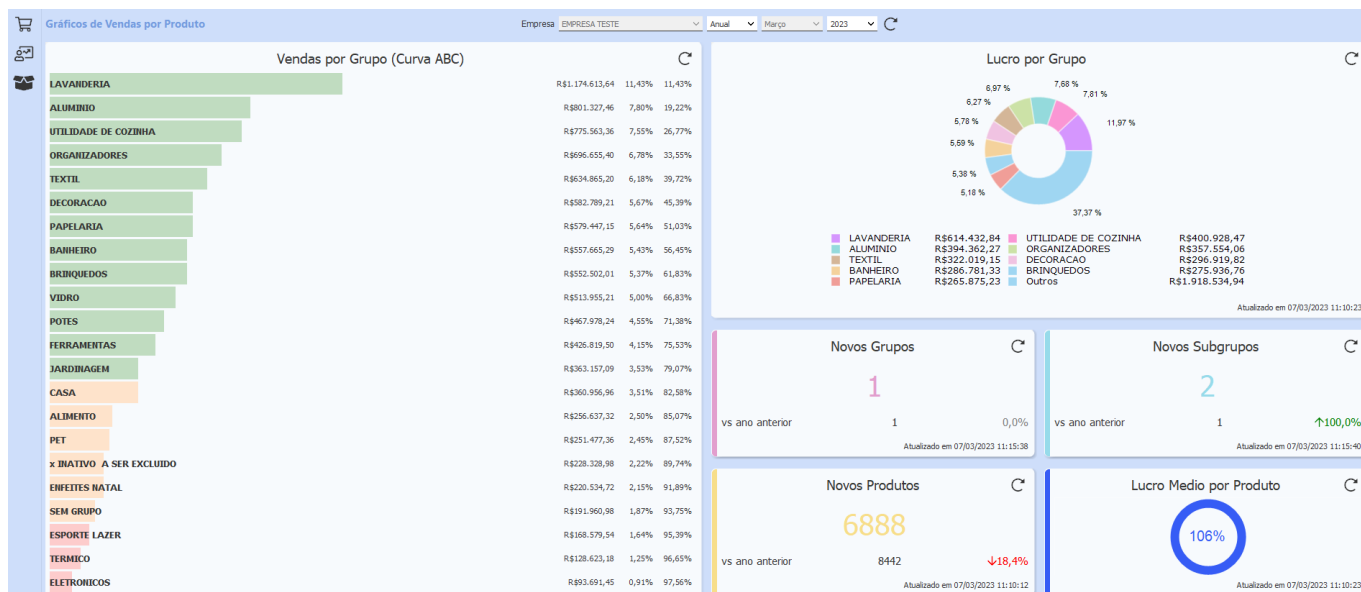 Gráficos de Vendas por Produto
Empresa EMPRESA TESTE Anual Março 2023
Vendas por Grupo (Curva ABC)
LAVANDERIA R$1.174.613,64 11,43% 11,43%
ALUMINIO R$801.327,46 7,80% 19,22%
UTILIDADE DE COZINHA R$775.563,36 7,55% 26,77%
ORGANIZADORES R$696.655,40 6,78% 33,55%
TEXTIL R$634.865,20 6,18% 39,72%
DECORACAO R$582.789,21 5,67% 45,39%
PAPELARIA R$579.447,15 5,64% 51,03%
BANHEIRO R$557.665,29 5,43% 56,45%
BRINQUEDOS R$552.502,01 5,37% 61,83%
VIDRO R$513.955,21 5,00% 66,83%
POTES R$467.978,24 4,55% 71,38%
FERRAMENTAS R$426.819,50 4,15% 75,53%
JARDINAGEM R$363.157,09 3,53% 79,07%
CASA R$360.956,96 3,51% 82,58%
ALIMENTO R$256.637,32 2,50% 85,07%
PET R$251.477,36 2,45% 87,52%
x INATIVO A SER EXCLUIDO R$228.328,98 2,22% 89,74%
ENFEITES NATAL R$220.534,72 2,15% 91,89%
SEM GRUPO R$191.960,98 1,87% 93,75%
ESPORTE LAZER R$168.579,54 1,64% 95,39%
TERMICO R$128.623,18 1,25% 96,65%
ELETRONICOS R$93.691,45 0,91% 97,56%
Lucro por Grupo
6,97 % 7,68 %
7,81 %
6,27 %
5,78 % 11,97 %
5,59 %
5,38 %
5,18 %
37,37 %
LAVANDERIA R$614.432,84 UTILIDADE DE COZINHA R$400.928,47
ALUMINIO R$394.362,27 ORGANIZADORES R$357.554,06
TEXTIL R$322.019,15 DECORACAO R$296.919,82
BANHEIRO R$286.781,33 BRINQUEDOS R$275.936,76
PAPELARIA R$265.875,23 Outros R$1.918.534,94
Atualizado em 07/03/2023 11:10:23
Novos Grupos
1
vs ano anterior 1 0,0%
Atualizado em 07/03/2023 11:15:38
Novos Subgrupos
2
vs ano anterior 1 ↑100,0%
Atualizado em 07/03/2023 11:15:40
Novos Produtos
6888
vs ano anterior 8442 ↓18,4%
Atualizado em 07/03/2023 11:10:12
Lucro Medio por Produto
106%
Atualizado em 07/03/2023 11:10:23